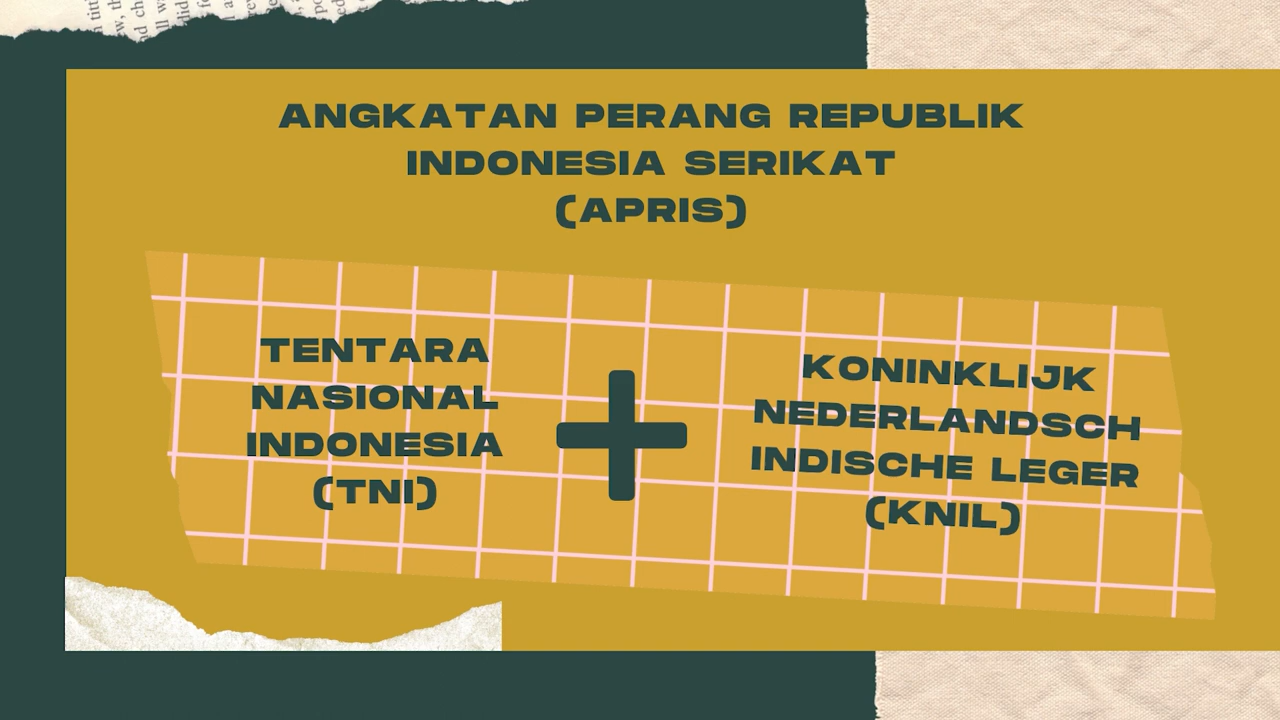 ANGKATAN PERANG REPUBLIK
INDONESIA SERIKAT
(APRIS)
TENTARA
NASIONAL
INDONESIA
(TNI)
+
KONINKLIJK
NEDERLANDSCH
INDISCHE LEGER
(KNIL)